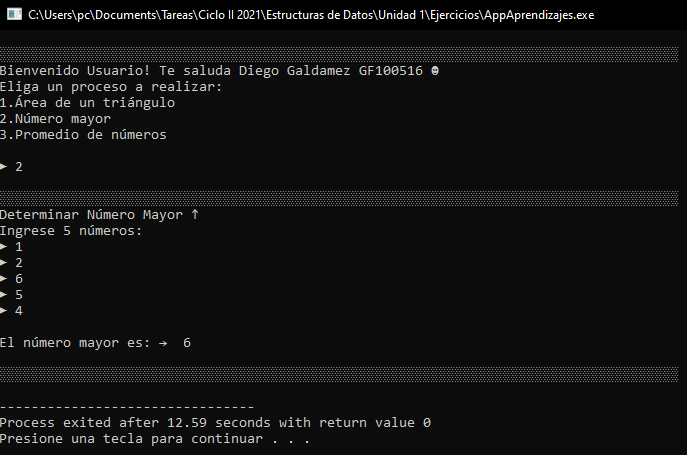 C:\Users\pc\Documents\Tareas\Ciclo II 2021\Estructuras de Datos\Unidad 1\Ejercicios\AppAprendizajes.exe
Bienvenido Usuario! Te saluda Diego Galdamez GF100516 ☻
Eliga un proceso a realizar:
1.Área de un triángulo
2.Número mayor
3.Promedio de números
► 2
Determinar Número Mayor ↑
Ingrese 5 números:
► 1
► 2
► 6
► 5
► 4
El número mayor es: →  6
--------------------------------
Process exited after 12.59 seconds with return value 0
Presione una tecla para continuar . . .